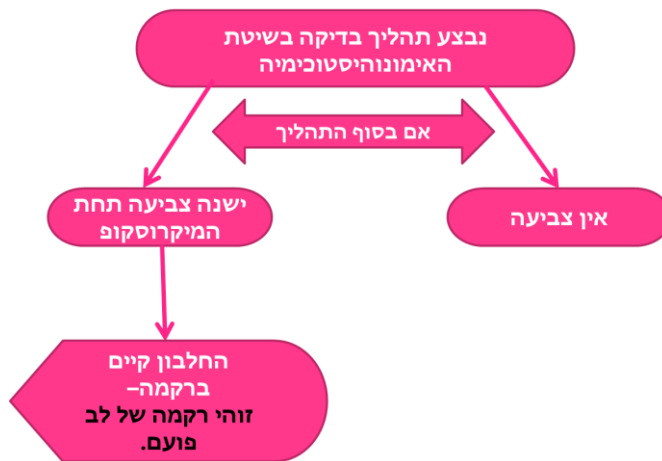 נבצע תהליך בדיקה בשיטת
האימונוהיסטוכימיה
אם בסוף התהליך
ישנה צביעה תחת
המיקרוסקופ
אין צביעה
החלבון קיים
ברקמה–
זוהי רקמה של לב
פועם.